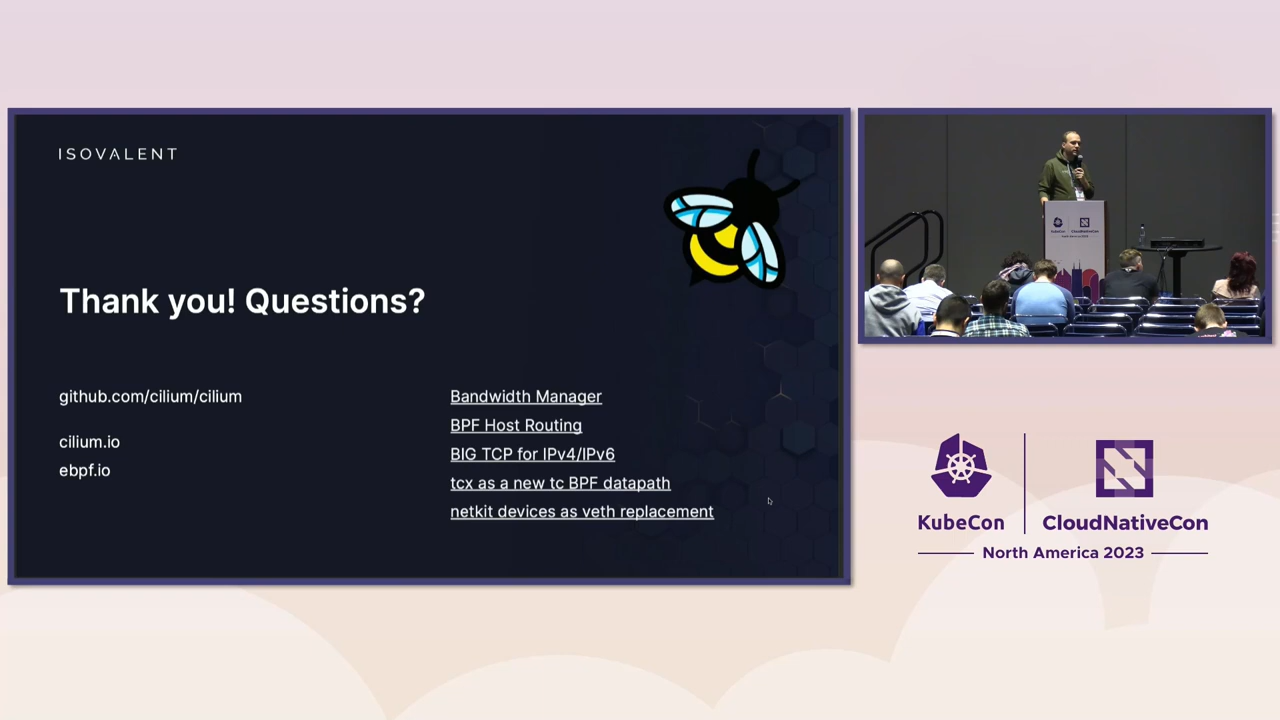 ISOVALENT
Thank you! Questions?
github.com/cilium/cilium
cilium.io
ebpf.io
Bandwidth Manager
BPF Host Routing
BIG TCP for IPv4/IPv6
tcx as a new tc BPF datapath
netkit devices as veth replacement
KubeCon
CloudNativeCon
KubeCon
CloudNativeCon
North America 2023